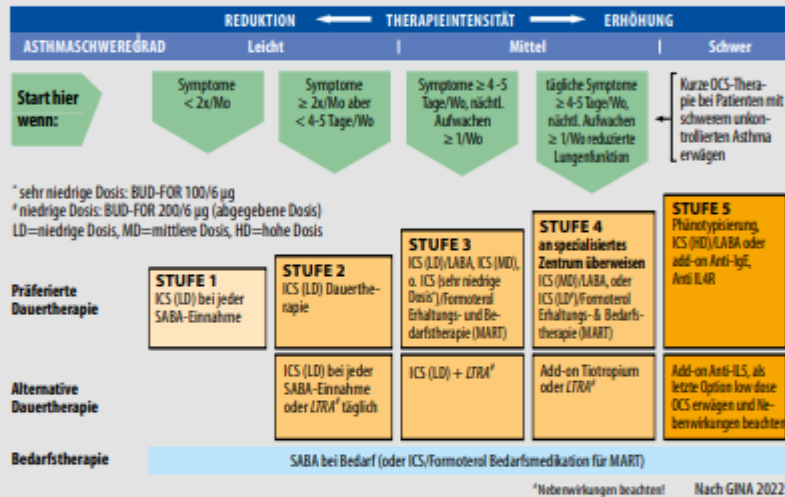 REDUKTION THERAPIEINTENSITÄT ERHÖHUNG
ASTHMASCHWEREGRAD Leicht Mittel Schwer
Start hier
wenn:
Symptome
< 2x/Mo
Symptome
≥ 2x/Mo aber
< 4-5 Tage/Wo
Symptome ≥ 4 -5
Tage/Wo, nächtl.
Aufwachen
≥ 1/Wo
tägliche Symptome
≥ 4-5 Tage/Wo,
nächtl. Aufwachen
≥ 1/Wo reduzierte
Lungenfunktion
Kurze OCS-Thera-
pie bei Patienten mit
schwerem unkon-
trollierten Asthma
erwägen
* sehr niedrige Dosis: BUD-FOR 100/6 µg
# niedrige Dosis: BUD-FOR 200/6 µg (abgegebene Dosis)
LD=niedrige Dosis, MD=mittlere Dosis, HD=hohe Dosis
Präferierte
Dauertherapie
STUFE 1
ICS (LD) bei jeder
SABA-Einnahme
STUFE 2
ICS (LD) Dauerthe-
rapie
STUFE 3
ICS (LD)/LABA, ICS (MD),
o. ICS (sehr niedrige
Dosis*)/Formoterol
Erhaltungs- und Be-
darfstherapie (MART)
STUFE 4
an spezialisiertes
Zentrum überweisen
ICS (MD)/LABA, oder
ICS (LD#)/Formoterol
Erhaltungs- & Bedarfs-
therapie (MART)
STUFE 5
Phänotypisierung,
ICS (HD)/LABA oder
add-on Anti-IgE,
Anti IL4R
Alternative
Dauertherapie
ICS (LD) bei jeder
SABA-Einnahme
oder LTRA# täglich
ICS (LD) + LTRA#
Add-on Tiotropium
oder LTRA#
Add-on Anti-IL5, als
letzte Option low dose
OCS erwägen und Ne-
benwirkungen beachten
Bedarfstherapie
SABA bei Bedarf (oder ICS/Formoterol Bedarfsmedikation für MART)
#Nebenwirkungen beachten! Nach GINA 2022